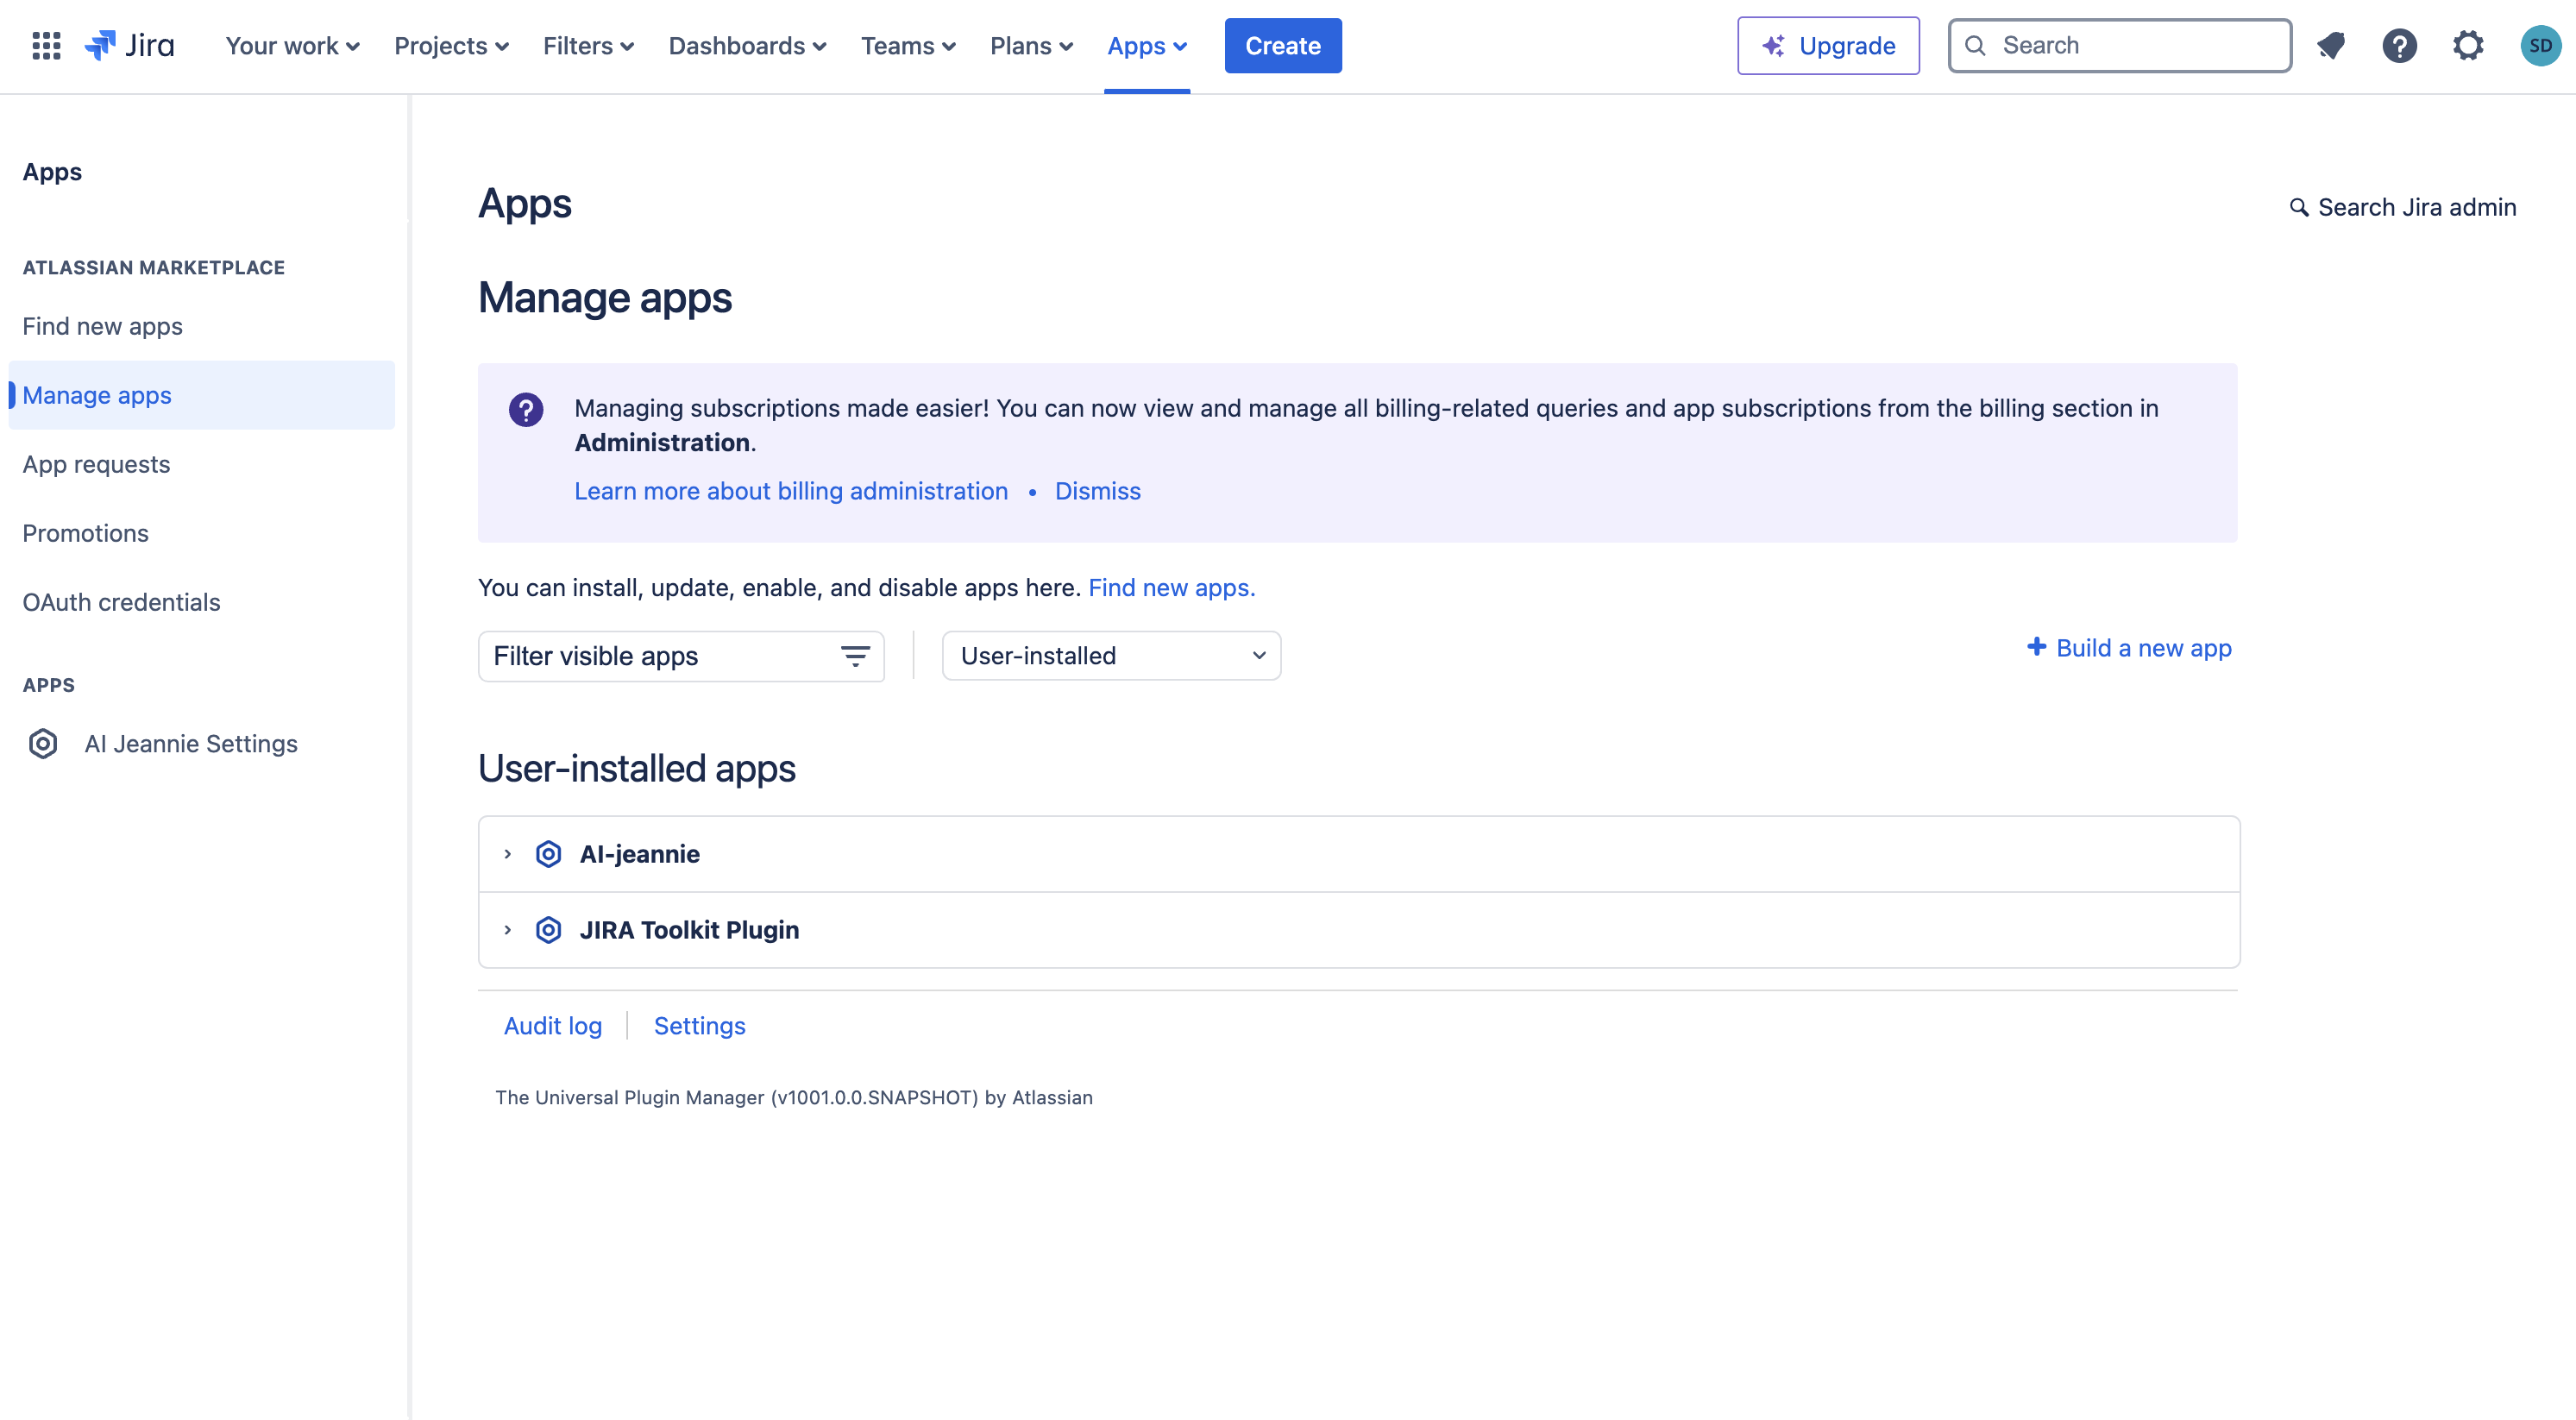 Jira
Your work
Projects
Filters
Dashboards
Teams
Plans
Apps
Create
Upgrade
Search
SD
Apps
ATLASSIAN MARKETPLACE
Find new apps
Manage apps
App requests
Promotions
OAuth credentials
APPS
AI Jeannie Settings
Apps
Search Jira admin
Manage apps
Managing subscriptions made easier! You can now view and manage all billing-related queries and app subscriptions from the billing section in
Administration.
Learn more about billing administration • Dismiss
You can install, update, enable, and disable apps here. Find new apps.
Filter visible apps
User-installed
Build a new app
User-installed apps
AI-jeannie
JIRA Toolkit Plugin
Audit log
Settings
The Universal Plugin Manager (v1001.0.0.SNAPSHOT) by Atlassian